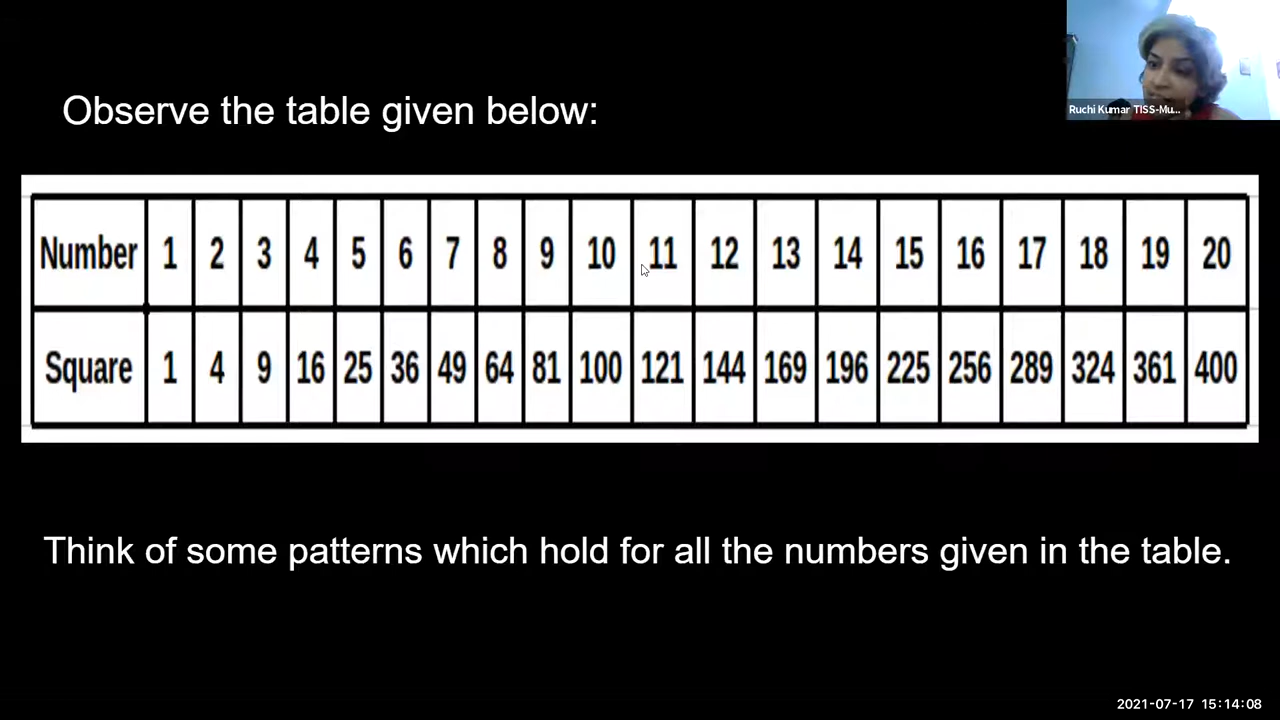 Ruchi Kumar TISS-Mu...
Observe the table given below:
Number 1 2 3 4 5 6 7 8 9 10 11 12 13 14 15 16 17 18 19 20
Square 1 4 9 16 25 36 49 64 81 100 121 144 169 196 225 256 289 324 361 400
Think of some patterns which hold for all the numbers given in the table.
2021-07-17 15:14:08